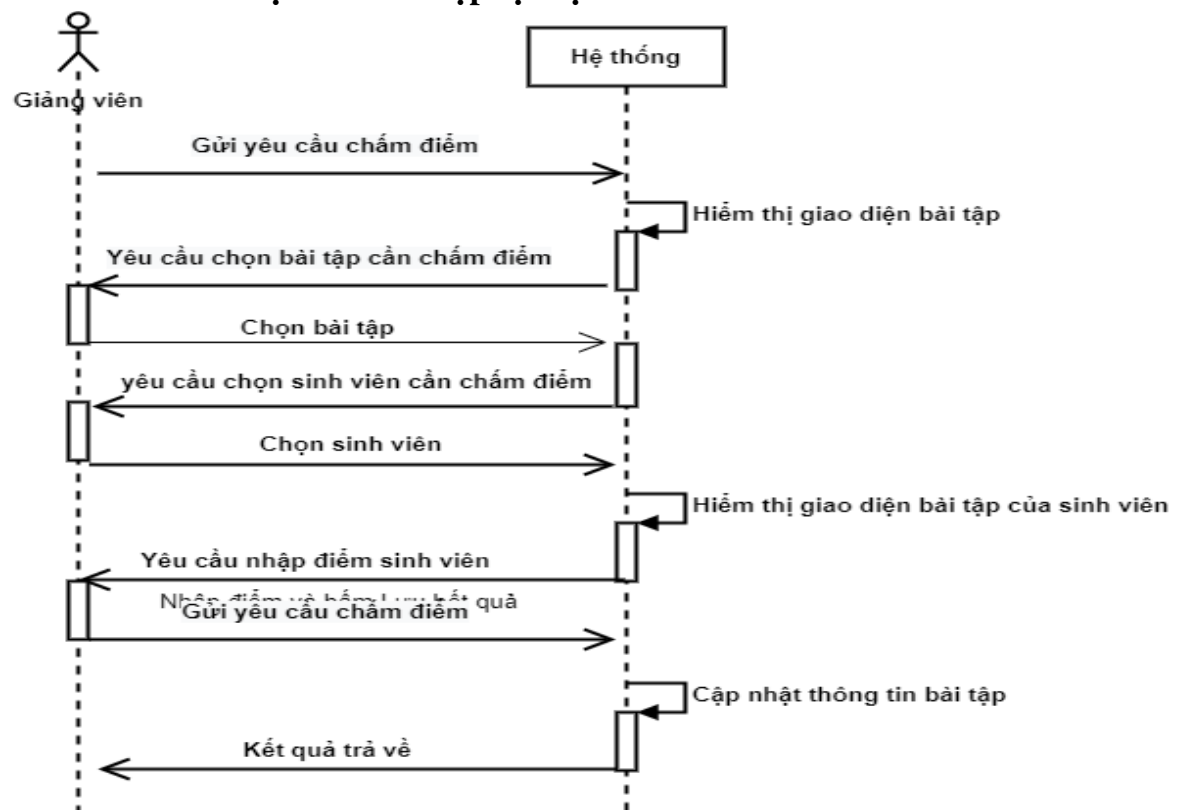 Hệ thống
Giảng viên
Gửi yêu cầu chấm điểm
Hiểm thị giao diện bài tập
Yêu cầu chọn bài tập cần chấm điểm
Chọn bài tập
yêu cầu chọn sinh viên cần chấm điểm
Chọn sinh viên
Hiểm thị giao diện bài tập của sinh viên
Yêu cầu nhập điểm sinh viên
quả
Gửi yêu cầu chấm điểm
Cập nhật thông tin bài tập
Kết quả trả về